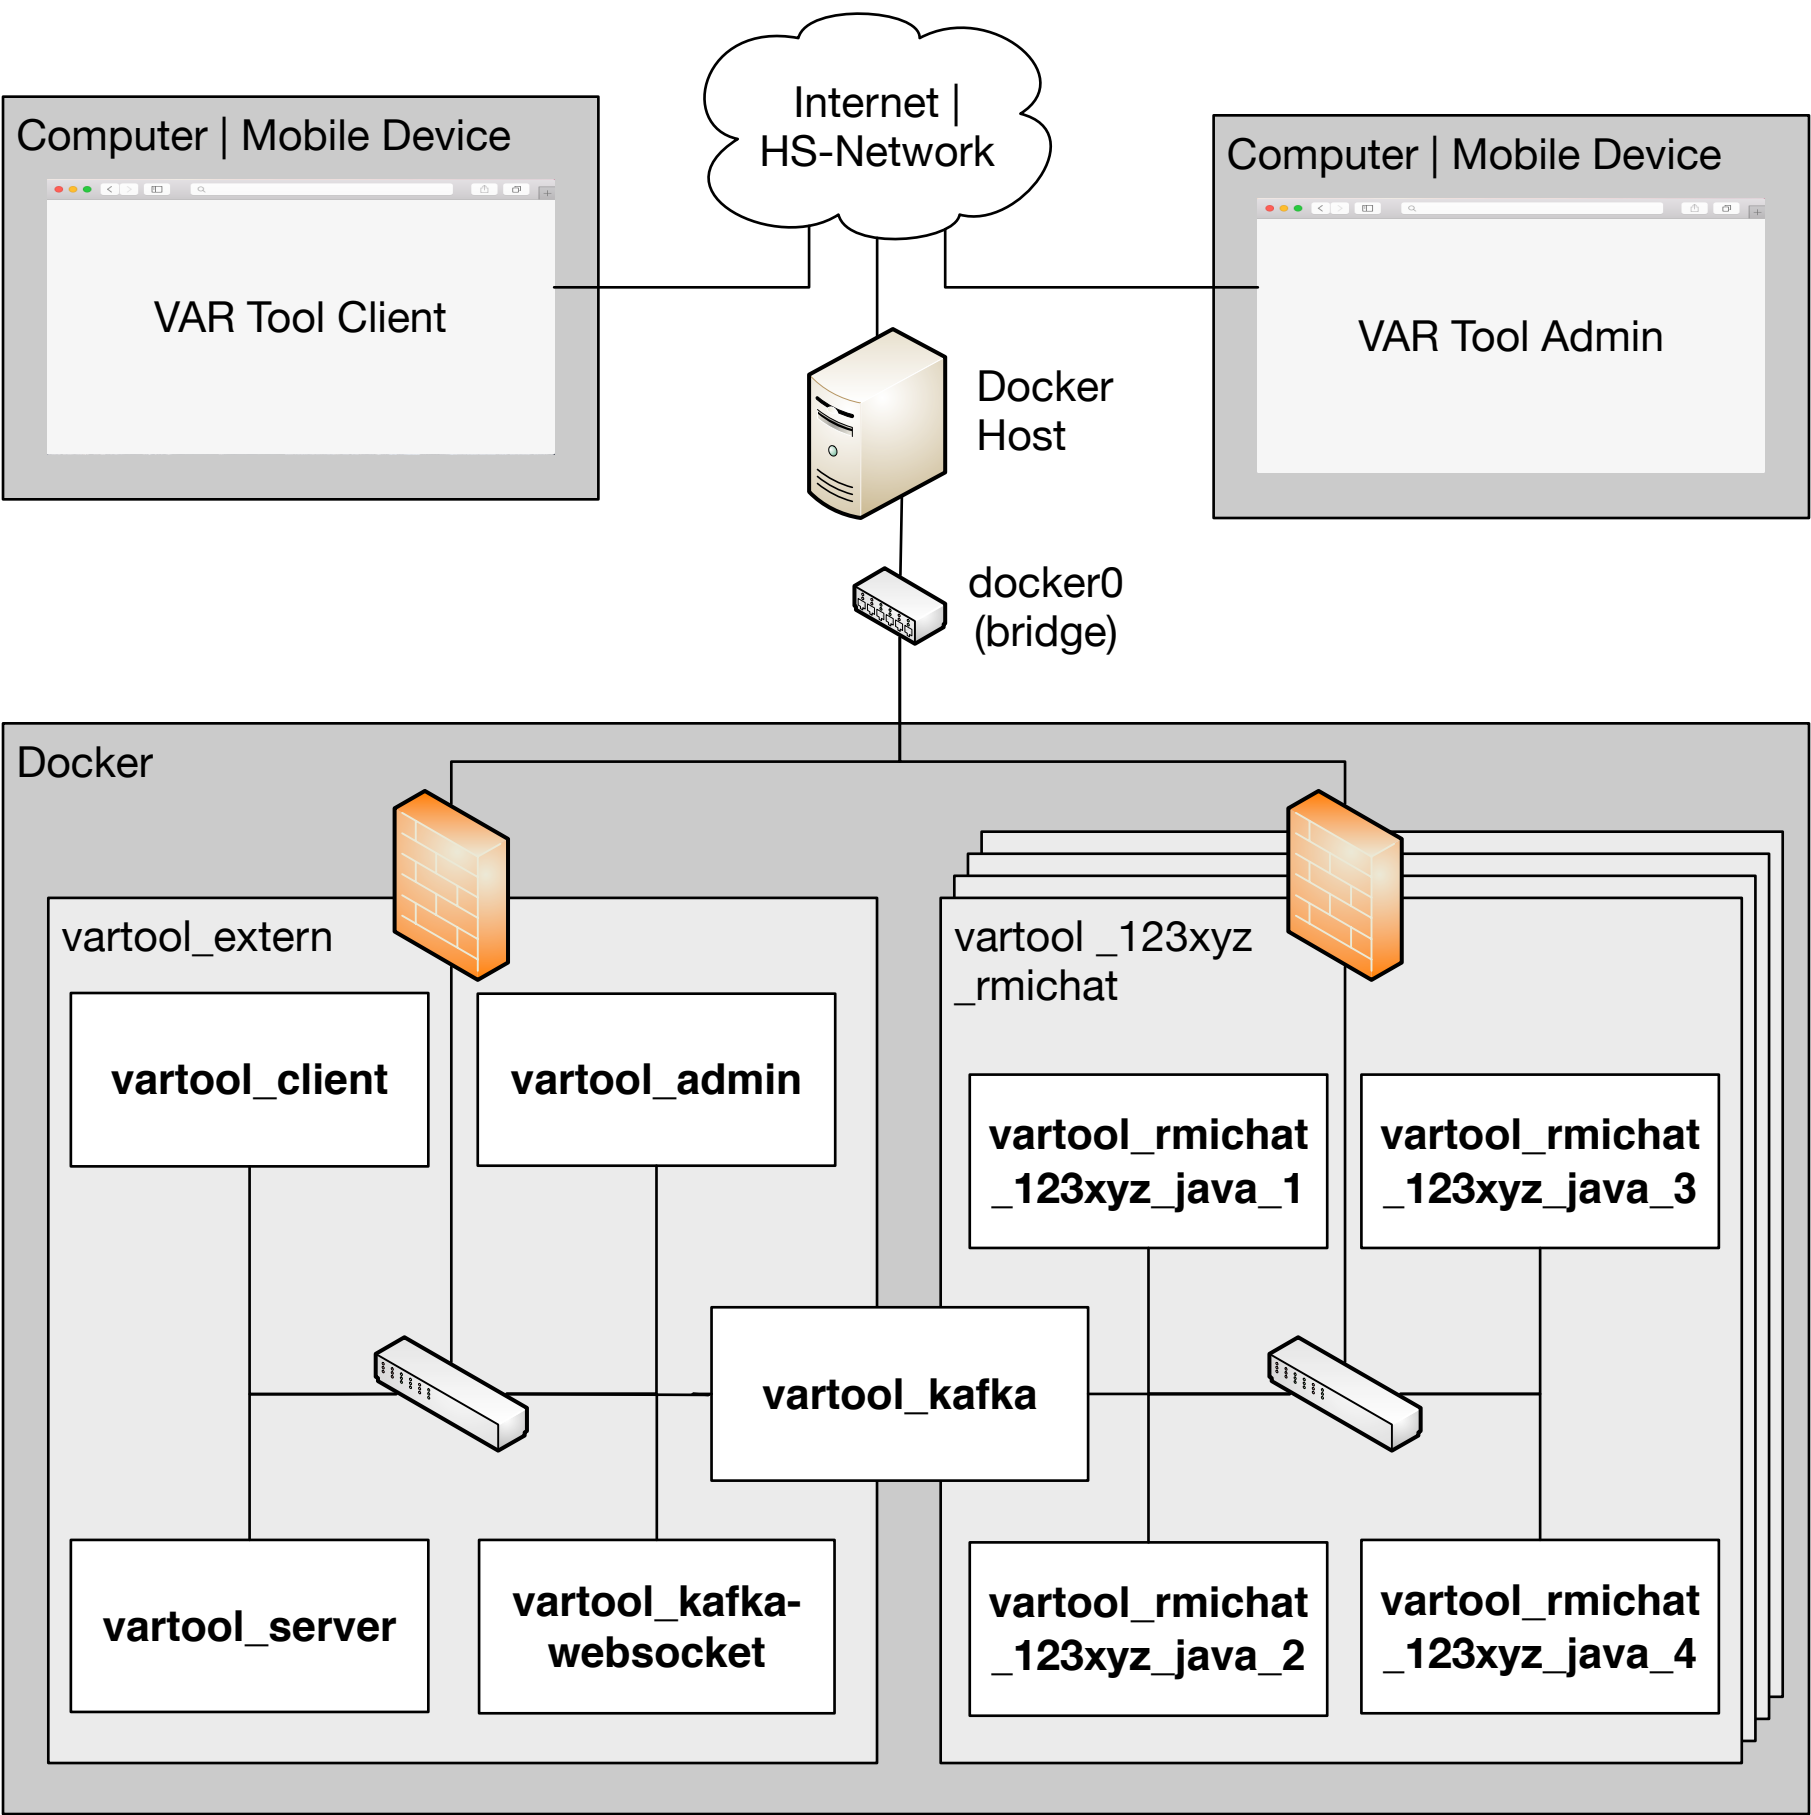 Internet |
HS-Network
Computer | Mobile Device
VAR Tool Client
Computer | Mobile Device
VAR Tool Admin
Docker
Host
docker0
(bridge)
Docker
vartool_extern
vartool_client
vartool_admin
vartool_server
vartool_kafka-
websocket
vartool_kafka
vartool _123xyz
_rmichat
vartool_rmichat
_123xyz_java_1
vartool_rmichat
_123xyz_java_3
vartool_rmichat
_123xyz_java_2
vartool_rmichat
_123xyz_java_4